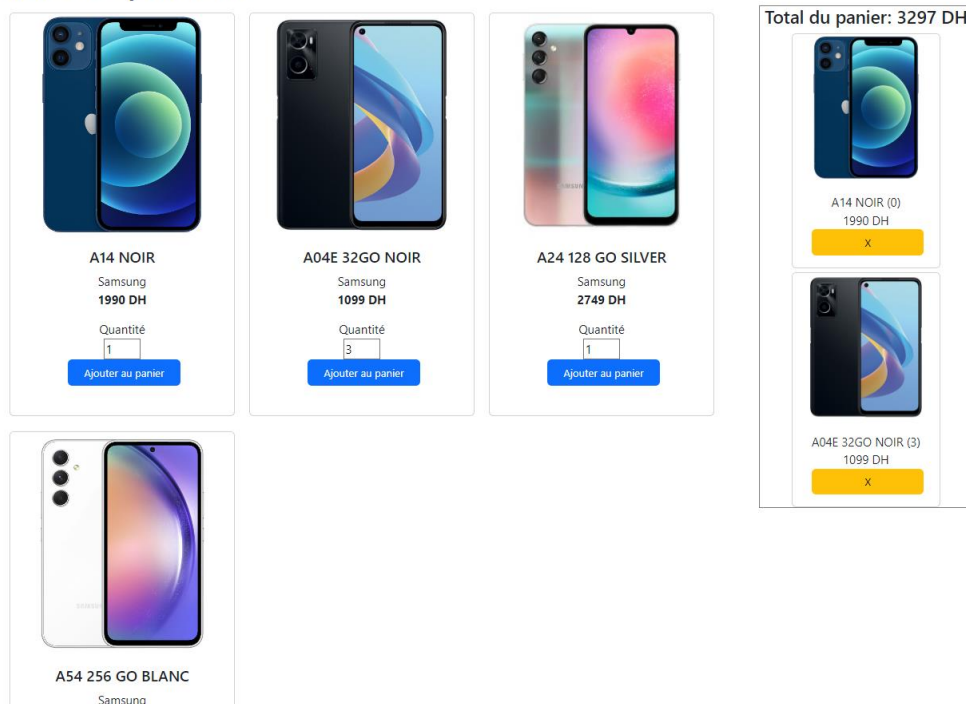 A14 NOIR
Samsung
1990 DH
Quantité
1
Ajouter au panier
A04E 32GO NOIR
Samsung
1099 DH
Quantité
3
Ajouter au panier
A24 128 GO SILVER
Samsung
2749 DH
Quantité
1
Ajouter au panier
A54 256 GO BLANC
Samsung
Total du panier: 3297 DH
A14 NOIR (0)
1990 DH
X
A04E 32GO NOIR (3)
1099 DH
X